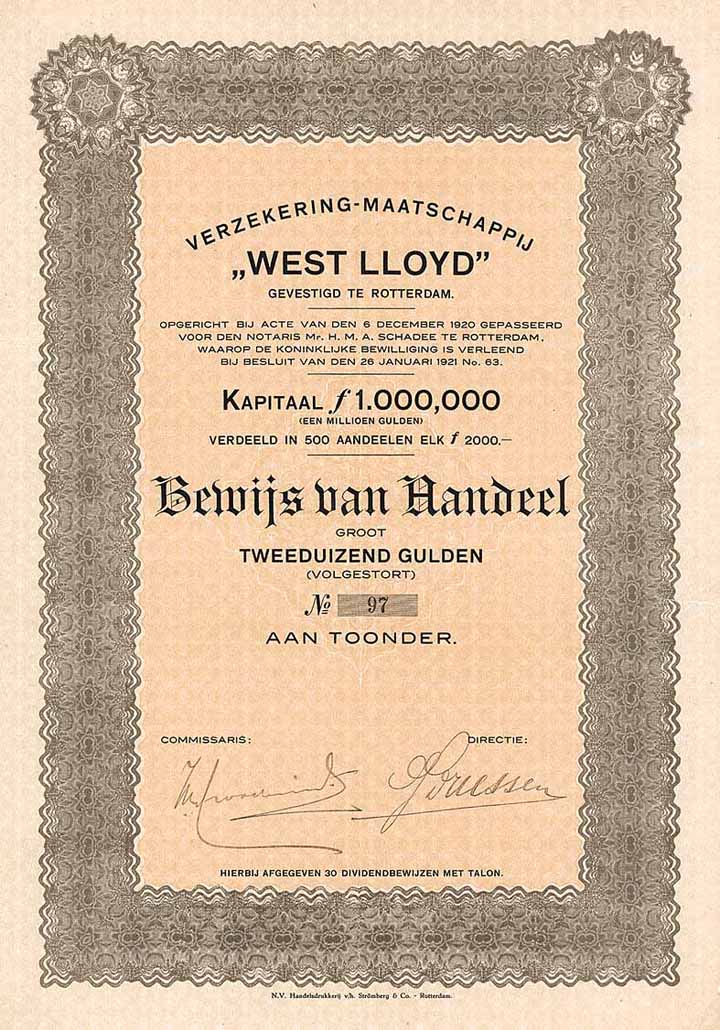 VERZEKERING-MAATSCHAPPIJ
„WEST LLOYD”
GEVESTIGD TE ROTTERDAM.
OPGERICHT BIJ ACTE VAN DEN 6 DECEMBER 1920 GEPASSEERD
VOOR DEN NOTARIS Mr. H. M. A. SCHADEE TE ROTTERDAM,
WAAROP DE KONINKLIJKE BEWILLIGING IS VERLEEND
BIJ BESLUIT VAN DEN 26 JANUARI 1921 No. 63.
KAPITAAL ƒ 1.000,000
(EEN MILLIOEN GULDEN)
VERDEELD IN 500 AANDEELEN ELK ƒ 2000.—
Bewijs van Aandeel
GROOT
TWEEDUIZEND GULDEN
(VOLGESTORT)
№ 97
AAN TOONDER.
COMMISSARIS: DIRECTIE:
HIERBIJ AFGEGEVEN 30 DIVIDENDBEWIJZEN MET TALON.
N.V. Handelsdrukkerij v/h. Strömberg & Co. - Rotterdam.